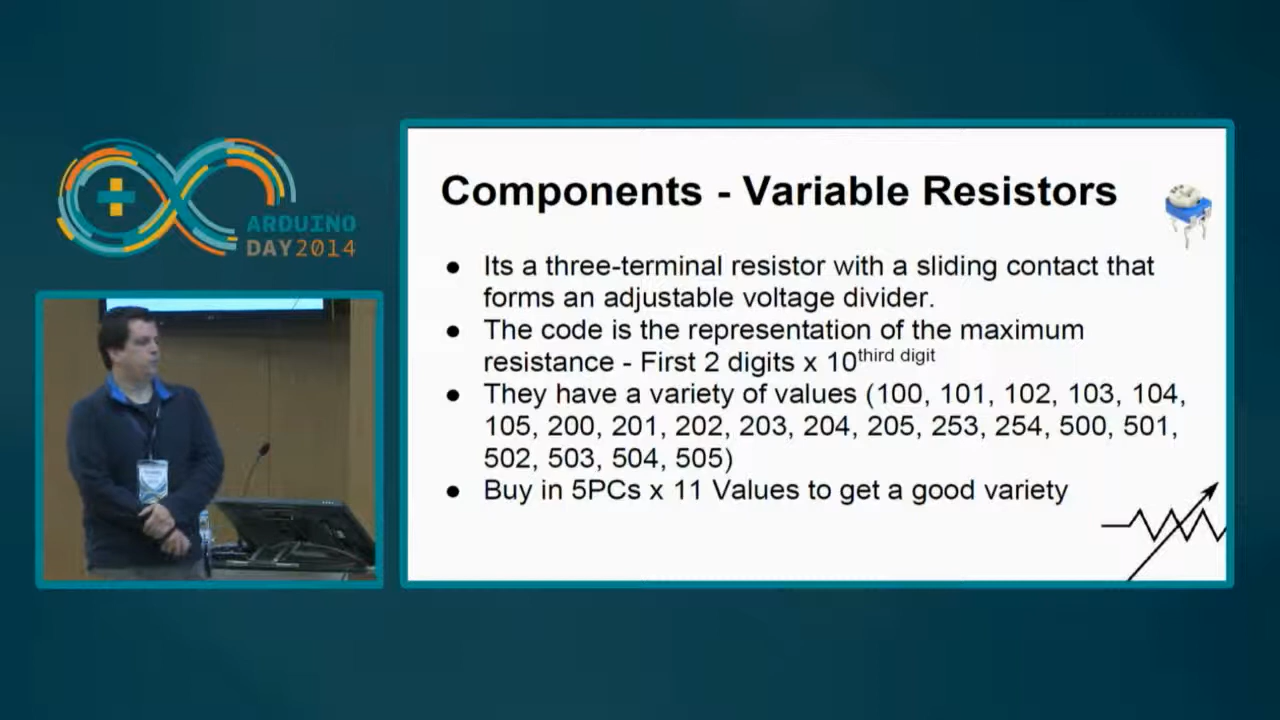 ARDUINO
DAY2014
Components - Variable Resistors
● Its a three-terminal resistor with a sliding contact that
forms an adjustable voltage divider.
● The code is the representation of the maximum
resistance - First 2 digits x 10^third digit
● They have a variety of values (100, 101, 102, 103, 104,
105, 200, 201, 202, 203, 204, 205, 253, 254, 500, 501,
502, 503, 504, 505)
● Buy in 5PCs x 11 Values to get a good variety